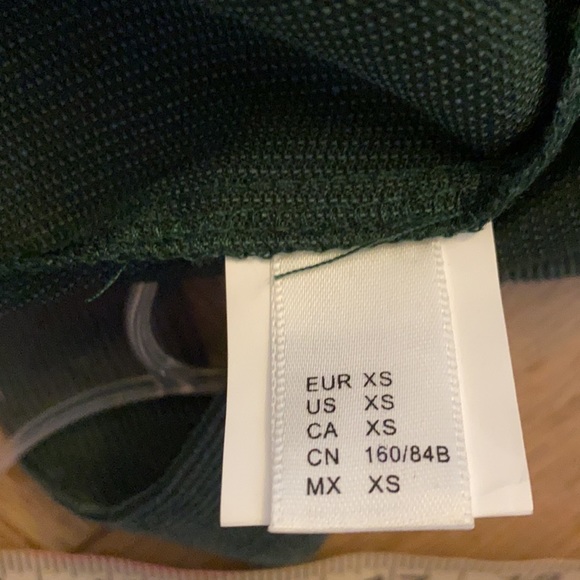 EUR XS
US XS
CA XS
CN 160/84B
MX XS